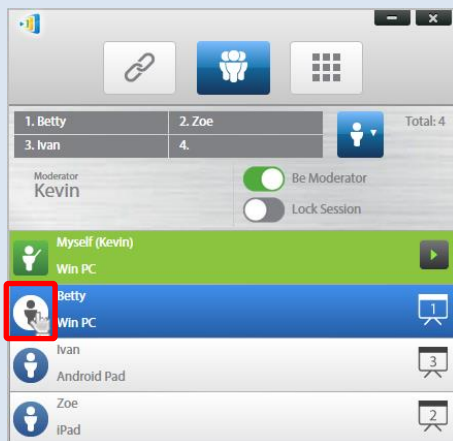 1. Betty
2. Zoe
Total: 4
3. Ivan
4.
Moderator
Kevin
Be Moderator
Lock Session
Myself (Kevin)
Win PC
Betty
Win PC
1
Ivan
Android Pad
3
Zoe
iPad
2